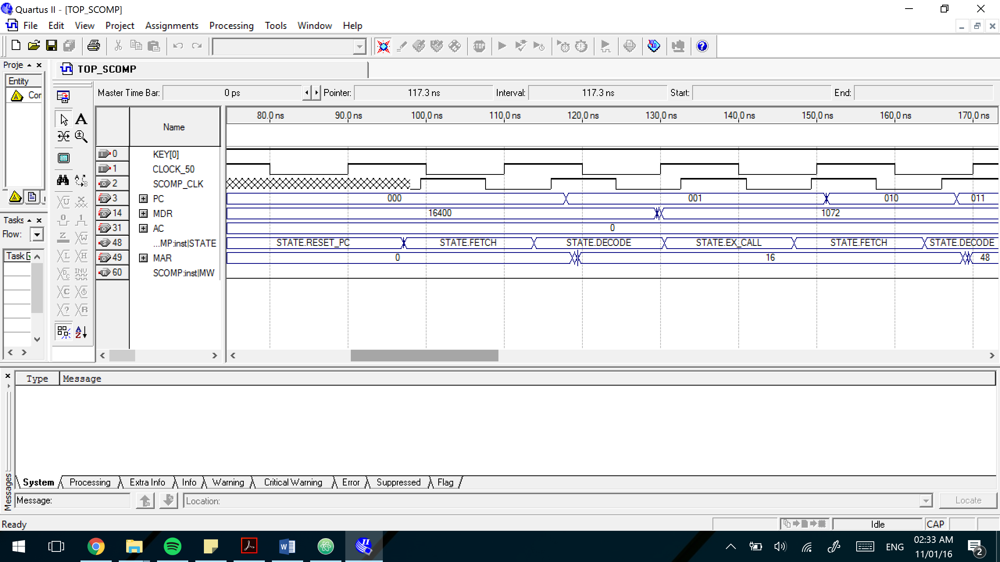 Quartus II - [TOP_SCOMP]
File Edit View Project Assignments Processing Tools Window Help
STOP
Proje
TOP_SCOMP
Entity
Cor
Master Time Bar: 0 ps Pointer: 117.3 ns Interval: 117.3 ns Start: End:
Name
80.0 ns 90.0 ns 100.0 ns 110.0 ns 120.0 ns 130.0 ns 140.0 ns 150.0 ns 160.0 ns 170.0 ns
0 KEY[0]
1 CLOCK_50
2 SCOMP_CLK
3 PC 000 001 010 011
14 MDR 16400 1072
31 AC 0
48 ...MP:inst|STATE STATE.RESET_PC STATE.FETCH STATE.DECODE STATE.EX_CALL STATE.FETCH STATE.DECODE
49 MAR 0 16 48
60 SCOMP:inst|MW
Tasks
Flow:
Task
Type Message
System Processing Extra Info Info Warning Critical Warning Error Suppressed Flag
Messages
Message: Location: Locate
Ready Idle CAP
ENG 02:33 AM
11/01/16 2